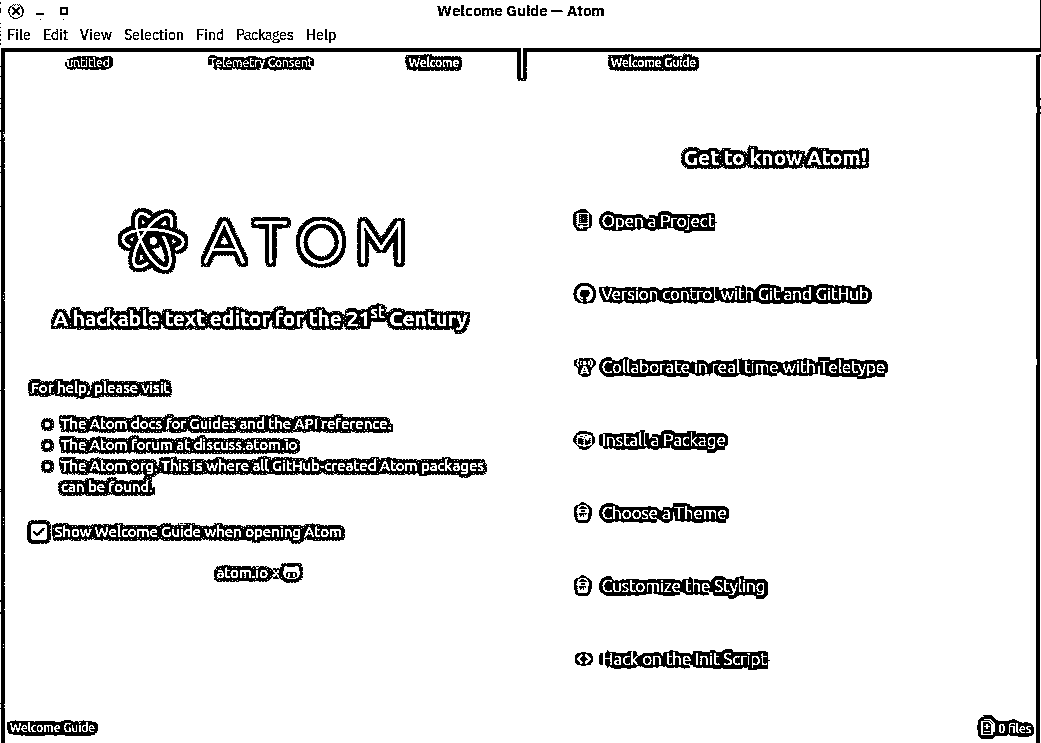 Welcome Guide — Atom
File Edit View Selection Find Packages Help
untitled Telemetry Consent Welcome Welcome Guide
ATOM
A hackable text editor for the 21st Century
For help, please visit
The Atom docs for Guides and the API reference.
The Atom forum at discuss.atom.io
The Atom org. This is where all GitHub-created Atom packages
can be found.
Show Welcome Guide when opening Atom
atom.io x
Get to know Atom!
Open a Project
Version control with Git and GitHub
Collaborate in real time with Teletype
Install a Package
Choose a Theme
Customize the Styling
Hack on the Init Script
Welcome Guide
0 files